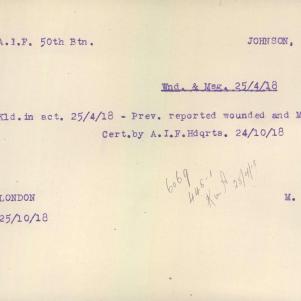 A.I.F. 50th Btn. JOHNSON,
Wnd. & Msg. 25/4/18
Kld.in act. 25/4/18 - Prev. reported wounded and M
Cert.by A.I.F.Hdqrts. 24/10/18
6069
LONDON M.
25/10/18